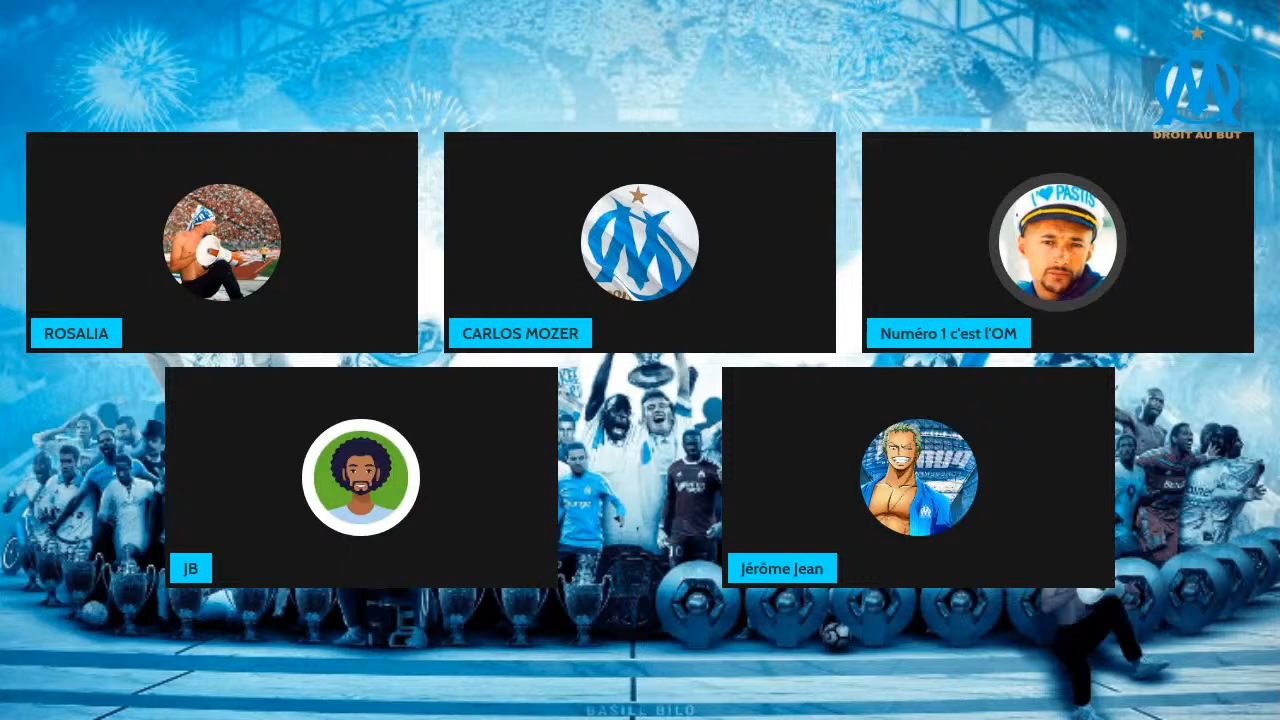 DROIT AU BUT
I PASTIS
ROSALIA
CARLOS MOZER
Numéro 1 c'est l'OM
JB
Jérôme Jean
BASILE BILO